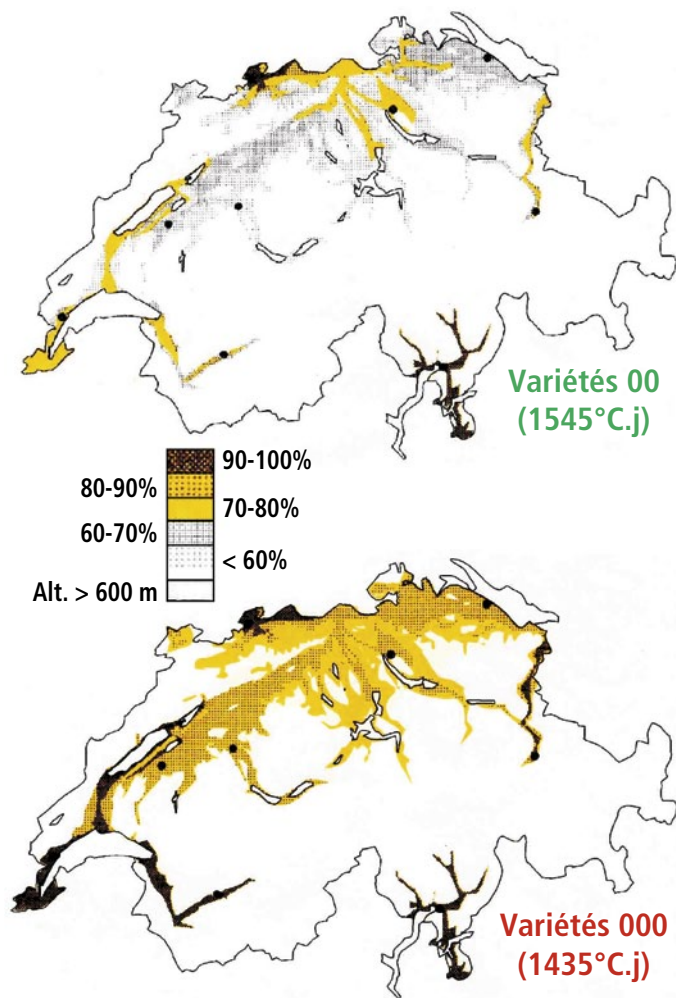 Variétés 00
(1545°C.j)
90-100%
80-90%
70-80%
60-70%
< 60%
Alt. > 600 m
Variétés 000
(1435°C.j)